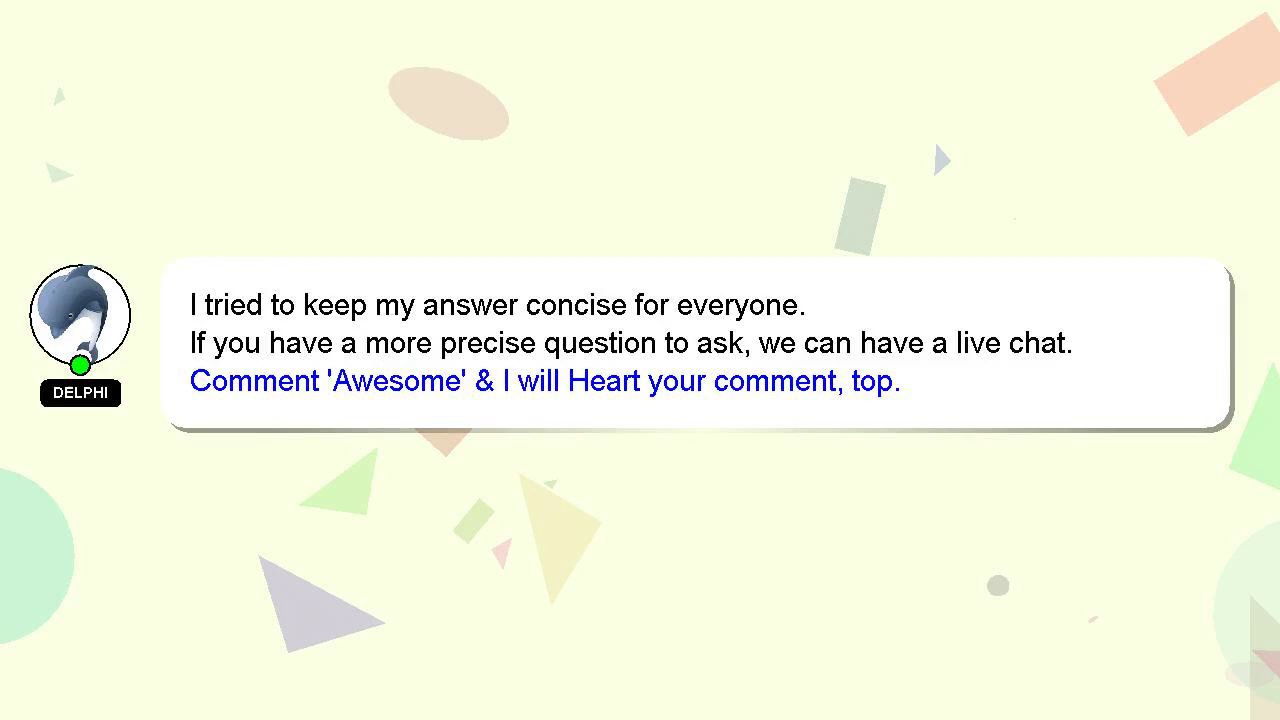 I tried to keep my answer concise for everyone.
If you have a more precise question to ask, we can have a live chat.
Comment 'Awesome' & I will Heart your comment, top.
DELPHI